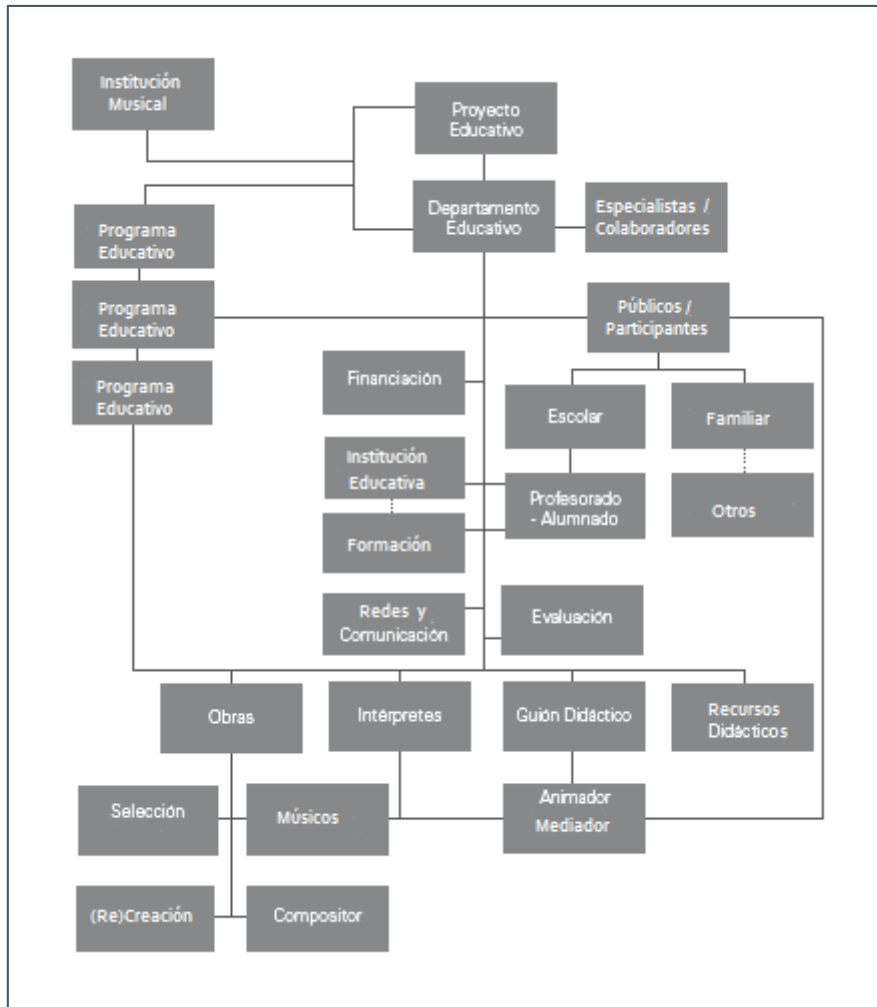 Institución
Musical
Proyecto
Educativo
Departamento
Educativo
Especialistas /
Colaboradores
Programa
Educativo
Programa
Educativo
Programa
Educativo
Públicos /
Participantes
Financiación
Escolar
Familiar
Institución
Educativa
Profesorado
- Alumnado
Otros
Formación
Redes y
Comunicación
Evaluación
Obras
Intérpretes
Guión Didáctico
Recursos
Didácticos
Selección
Músicos
Animador
Mediador
(Re)Creación
Compositor